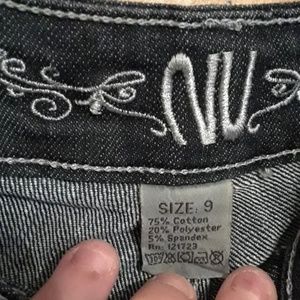 NU
SIZE: 9
75% Cotton
20% Polyester
5% Spandex
Rn: 121723